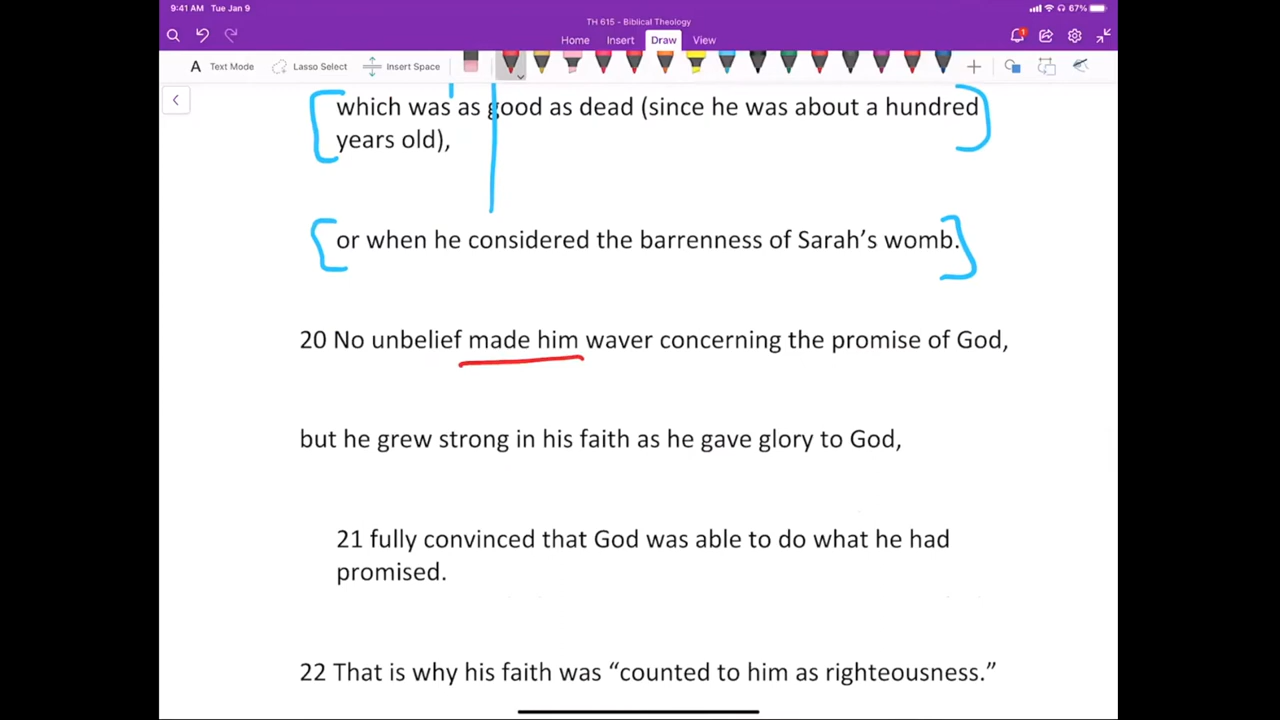 9:41 AM Tue Jan 9
67%
TH 615 - Biblical Theology
Home Insert Draw View
1
A Text Mode Lasso Select Insert Space
which was as good as dead (since he was about a hundred
years old),
or when he considered the barrenness of Sarah’s womb.
20 No unbelief made him waver concerning the promise of God,
but he grew strong in his faith as he gave glory to God,
21 fully convinced that God was able to do what he had
promised.
22 That is why his faith was “counted to him as righteousness.”